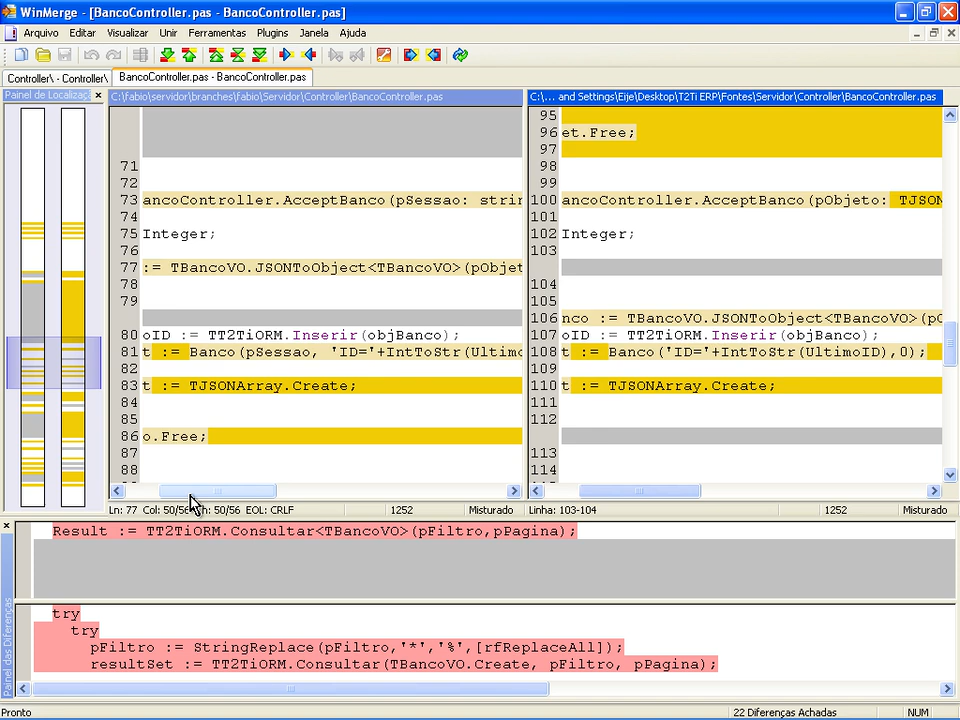 WinMerge - [BancoController.pas - BancoController.pas]
Arquivo Editar Visualizar Unir Ferramentas Plugins Janela Ajuda
Controller\ - Controller\ BancoController.pas - BancoController.pas
Painel de Localizaç
C:\fabio\servidor\branches\fabio\Servidor\Controller\BancoController.pas
71
72
73 ancoController.AcceptBanco(pSessao: strin
74
75 Integer;
76
77 := TBancoVO.JSONToObject<TBancoVO>(pObjet
78
79
80 oID := TT2TiORM.Inserir(objBanco);
81 t := Banco(pSessao, 'ID='+IntToStr(Ultimo
82
83 t := TJSONArray.Create;
84
85
86 o.Free;
87
88
Ln: 77 Col: 50/56 EOL: CRLF 1252 Misturado
C:\... and Settings\Eije\Desktop\T2Ti ERP\Fontes\Servidor\Controller\BancoController.pas
95
96 et.Free;
97
98
99
100 ancoController.AcceptBanco(pObjeto: TJSON
101
102 Integer;
103
104
105
106 nco := TBancoVO.JSONToObject<TBancoVO>(pO
107 oID := TT2TiORM.Inserir(objBanco);
108 t := Banco('ID='+IntToStr(UltimoID),0);
109
110 t := TJSONArray.Create;
111
112
113
114
Linha: 103-104 1252 Misturado
Painel das Diferenças
Result := TT2TiORM.Consultar<TBancoVO>(pFiltro,pPagina);
try
try
pFiltro := StringReplace(pFiltro,'*','%',[rfReplaceAll]);
resultSet := TT2TiORM.Consultar(TBancoVO.Create, pFiltro, pPagina);
Pronto 22 Diferenças Achadas NUM